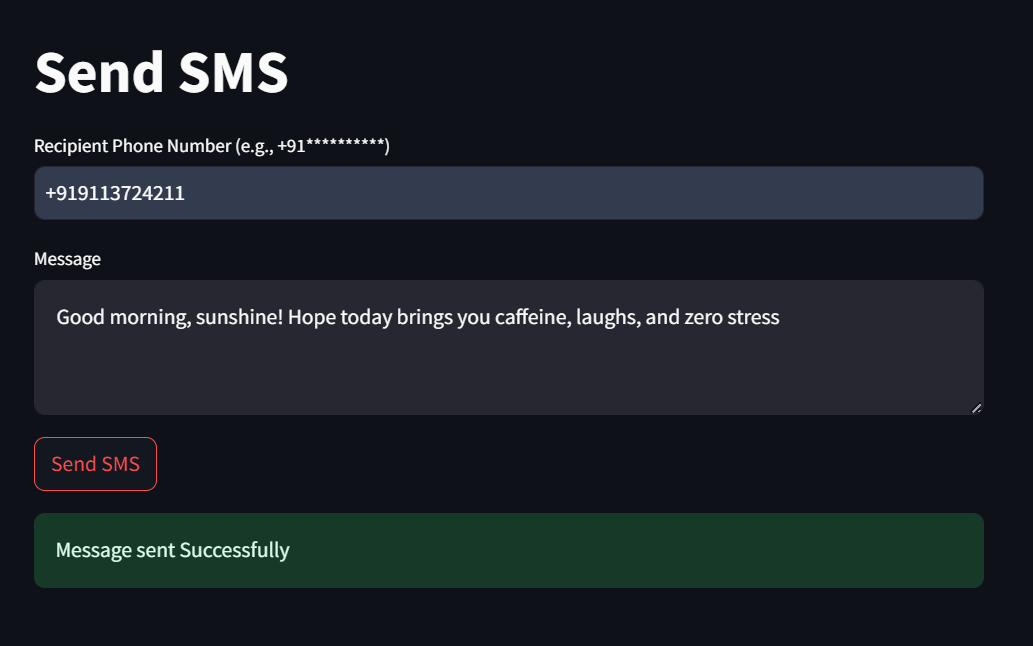 Send SMS
Recipient Phone Number (e.g., +91**********)
+919113724211
Message
Good morning, sunshine! Hope today brings you caffeine, laughs, and zero stress
Send SMS
Message sent Successfully